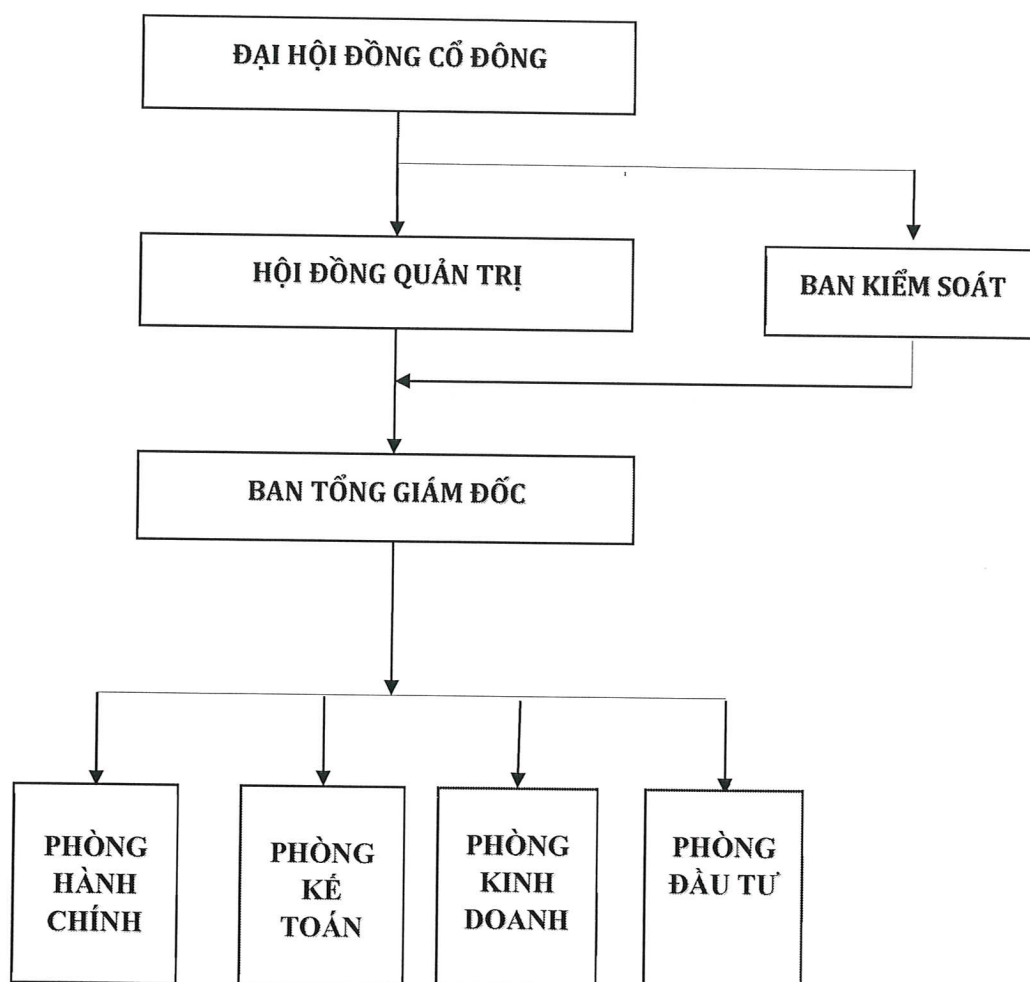 ĐẠI HỘI ĐỒNG CỔ ĐÔNG
HỘI ĐỒNG QUẢN TRỊ
BAN KIỂM SOÁT
BAN TỔNG GIÁM ĐỐC
PHÒNG
HÀNH
CHÍNH
PHÒNG
KẾ
TOÁN
PHÒNG
KINH
DOANH
PHÒNG
ĐẦU TƯ